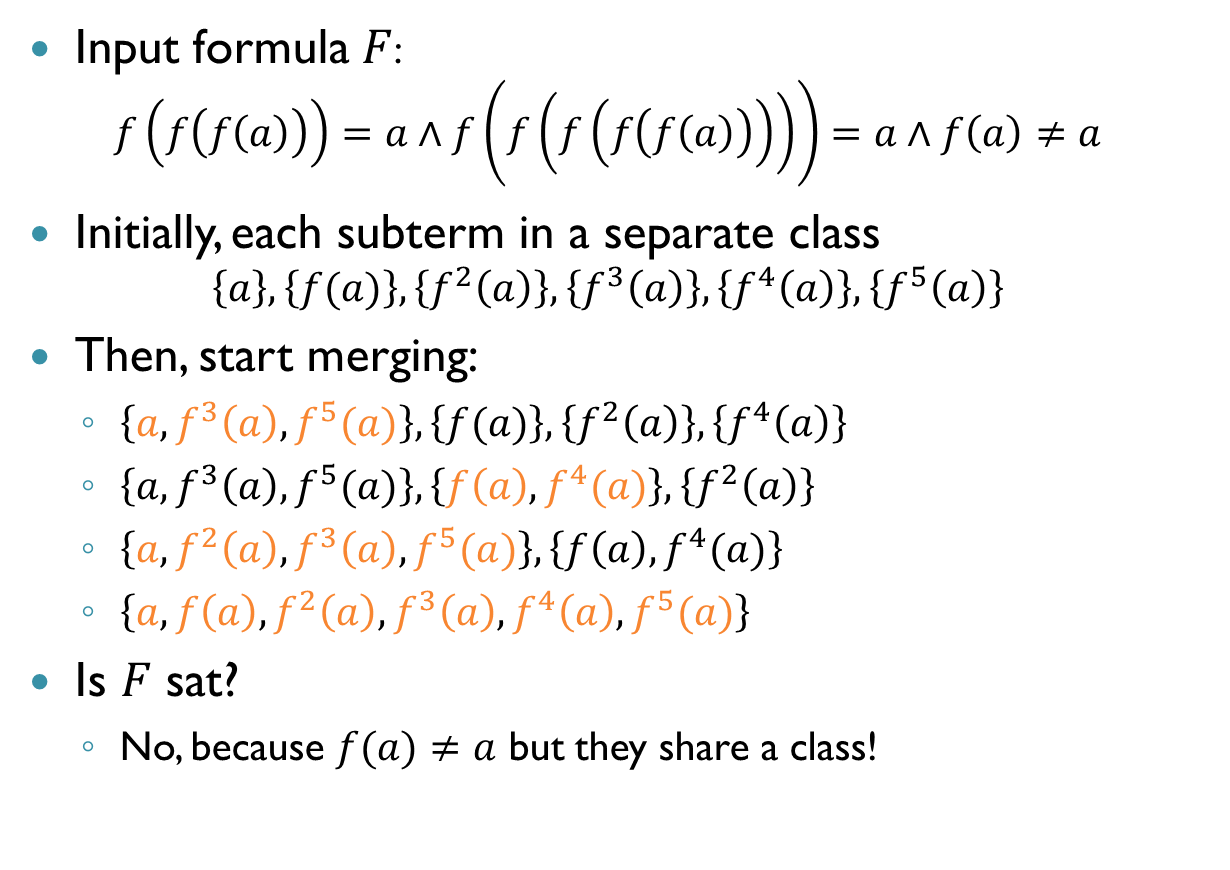 • Input formula F:
f(f(f(a))) = a ∧ f(f(f(f(f(a))))) = a ∧ f(a) ≠ a
• Initially, each subterm in a separate class
{a}, {f(a)}, {f²(a)}, {f³(a)}, {f⁴(a)}, {f⁵(a)}
• Then, start merging:
◦ {a, f³(a), f⁵(a)}, {f(a)}, {f²(a)}, {f⁴(a)}
◦ {a, f³(a), f⁵(a)}, {f(a), f⁴(a)}, {f²(a)}
◦ {a, f²(a), f³(a), f⁵(a)}, {f(a), f⁴(a)}
◦ {a, f(a), f²(a), f³(a), f⁴(a), f⁵(a)}
• Is F sat?
◦ No, because f(a) ≠ a but they share a class!